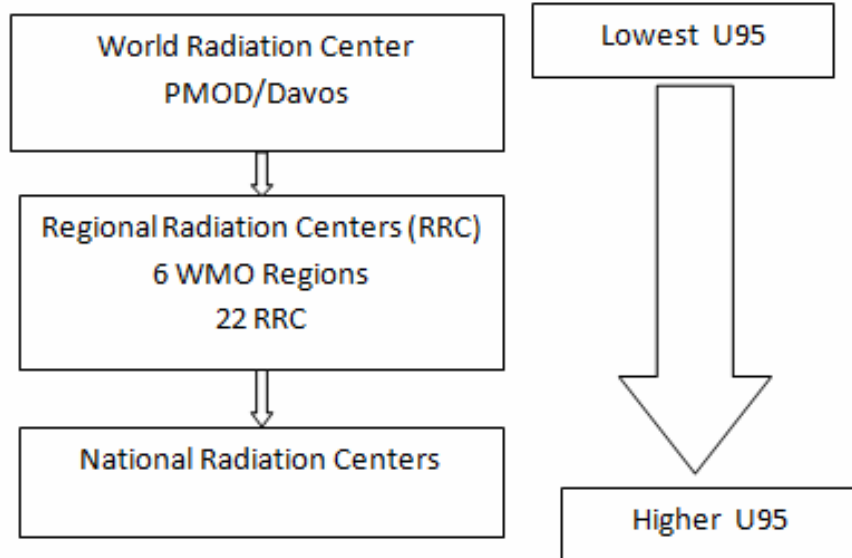 World Radiation Center
PMOD/Davos
Regional Radiation Centers (RRC)
6 WMO Regions
22 RRC
National Radiation Centers
Lowest U95
Higher U95